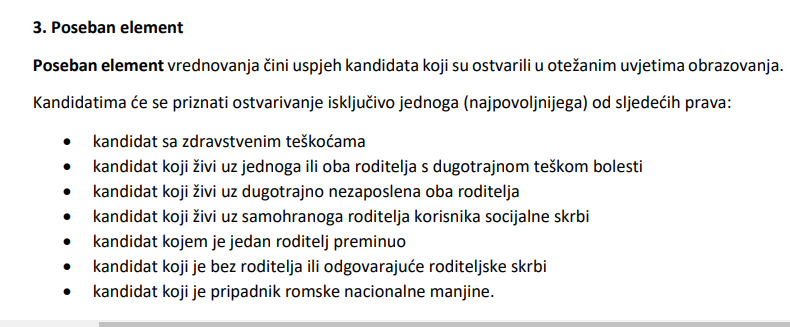 3. Poseban element
Poseban element vrednovanja čini uspjeh kandidata koji su ostvarili u otežanim uvjetima obrazovanja.
Kandidatima će se priznati ostvarivanje isključivo jednoga (najpovoljnijega) od sljedećih prava:
• kandidat sa zdravstvenim teškoćama
• kandidat koji živi uz jednoga ili oba roditelja s dugotrajnom teškom bolesti
• kandidat koji živi uz dugotrajno nezaposlena oba roditelja
• kandidat koji živi uz samohranoga roditelja korisnika socijalne skrbi
• kandidat kojem je jedan roditelj preminuo
• kandidat koji je bez roditelja ili odgovarajuće roditeljske skrbi
• kandidat koji je pripadnik romske nacionalne manjine.